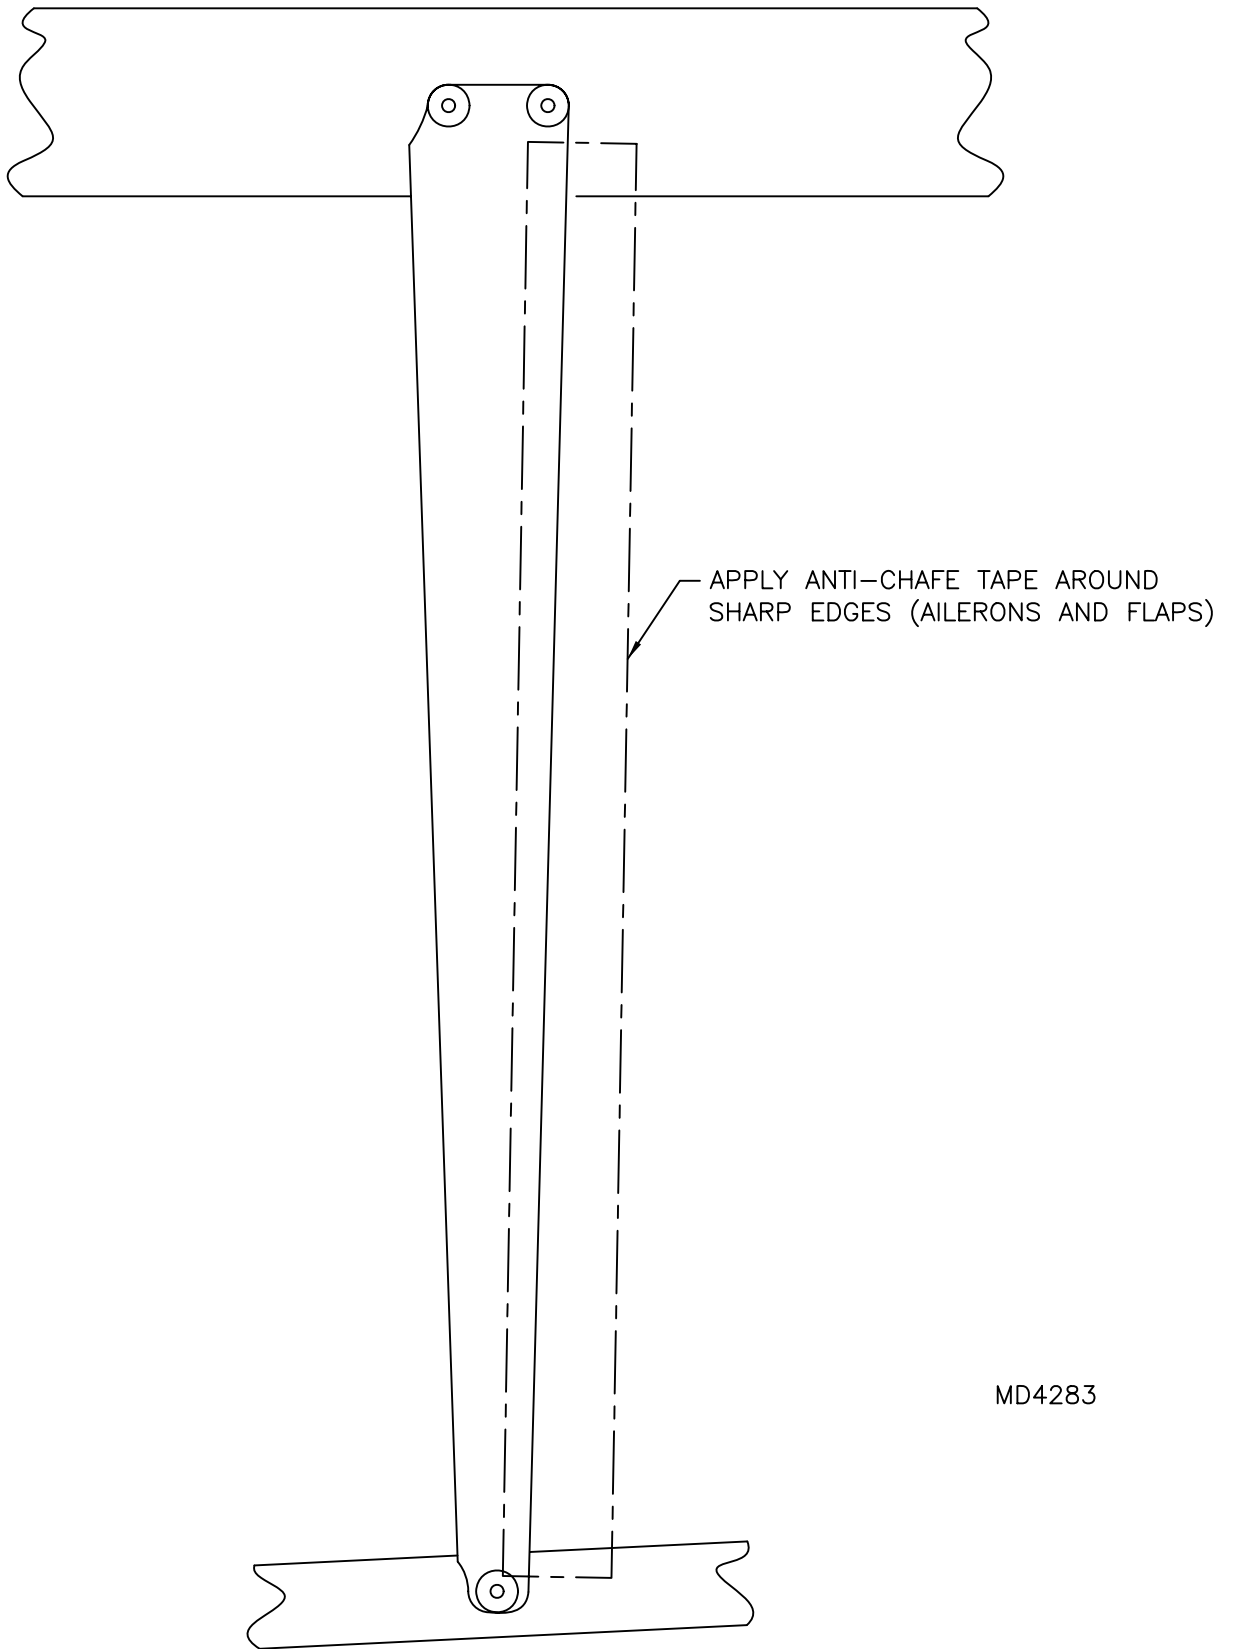 APPLY ANTI-CHAFE TAPE AROUND
SHARP EDGES (AILERONS AND FLAPS)
MD4283